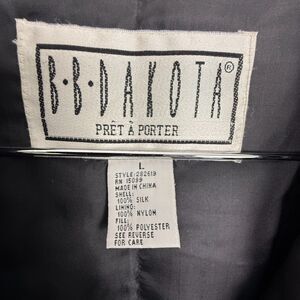 B·B·DAKOTA®
PRÊT À PORTER
L
STYLE: 282619
RN 15099
MADE IN CHINA
SHELL:
100% SILK
LINING:
100% NYLON
FILL:
100% POLYESTER
SEE REVERSE
FOR CARE